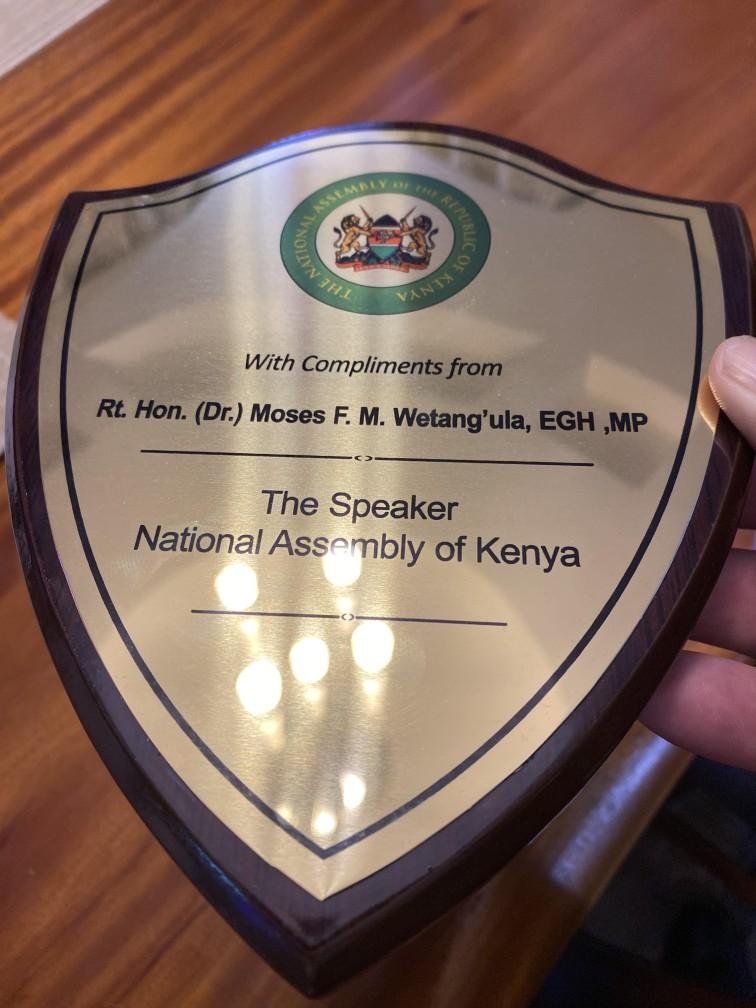 THE NATIONAL ASSEMBLY OF THE REPUBLIC OF KENYA
With Compliments from
Rt. Hon. (Dr.) Moses F. M. Wetang'ula, EGH ,MP
The Speaker
National Assembly of Kenya